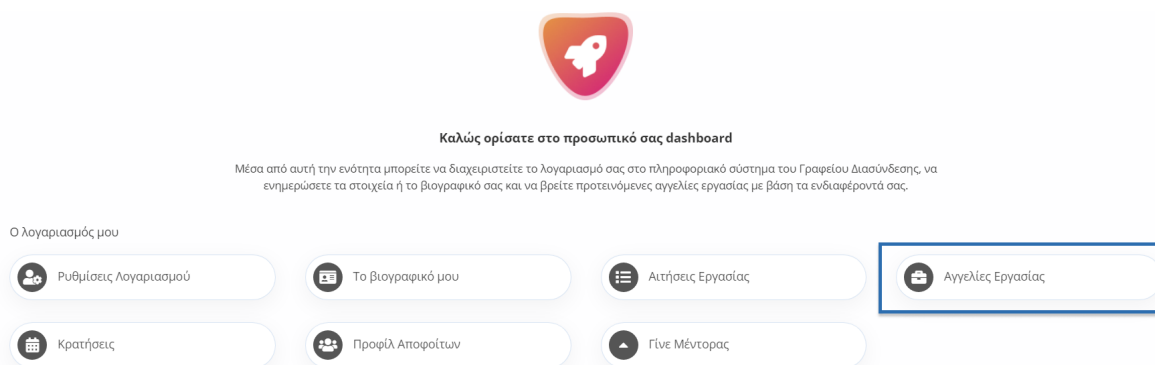 Καλώς ορίσατε στο προσωπικό σας dashboard
Μέσα από αυτή την ενότητα μπορείτε να διαχειριστείτε το λογαριασμό σας στο πληροφοριακό σύστημα του Γραφείου Διασύνδεσης, να
ενημερώσετε τα στοιχεία ή το βιογραφικό σας και να βρείτε προτεινόμενες αγγελίες εργασίας με βάση τα ενδιαφέροντά σας.
Ο λογαριασμός μου
Ρυθμίσεις Λογαριασμού
Το βιογραφικό μου
Αιτήσεις Εργασίας
Αγγελίες Εργασίας
Κρατήσεις
Προφίλ Αποφοίτων
Γίνε Μέντορας